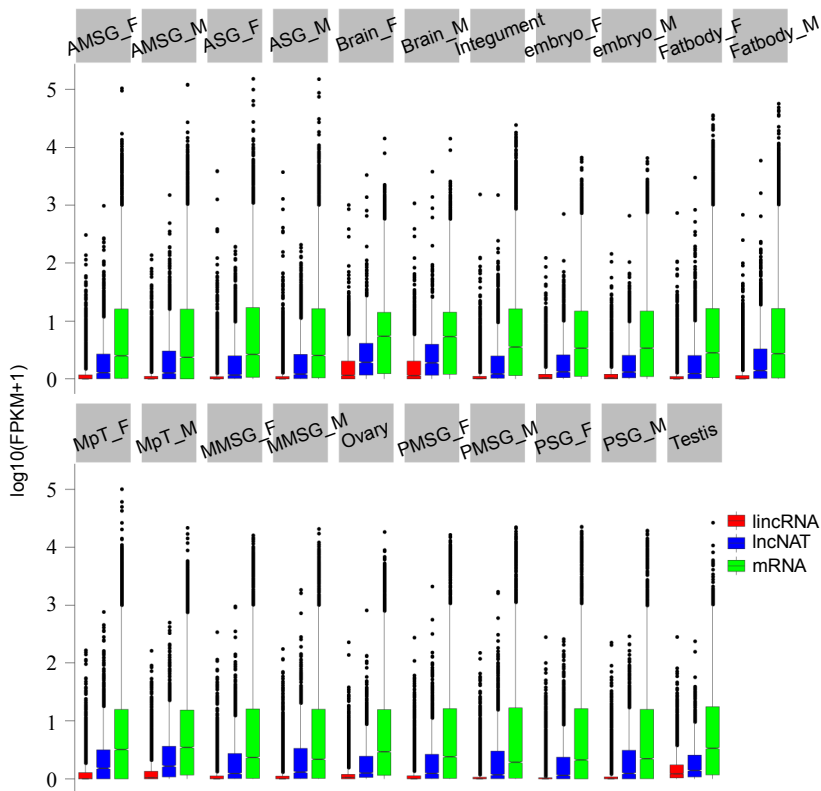 AMSG_F AMSG_M ASG_F ASG_M Brain_F Brain_M Integument embryo_F embryo_M Fatbody_F Fatbody_M
5
4
3
2
1
0
log10(FPKM+1)
MpT_F MpT_M MMSG_F MMSG_M Ovary PMSG_F PMSG_M PSG_F PSG_M Testis
5
4
3
2
1
0
lincRNA
lncNAT
mRNA